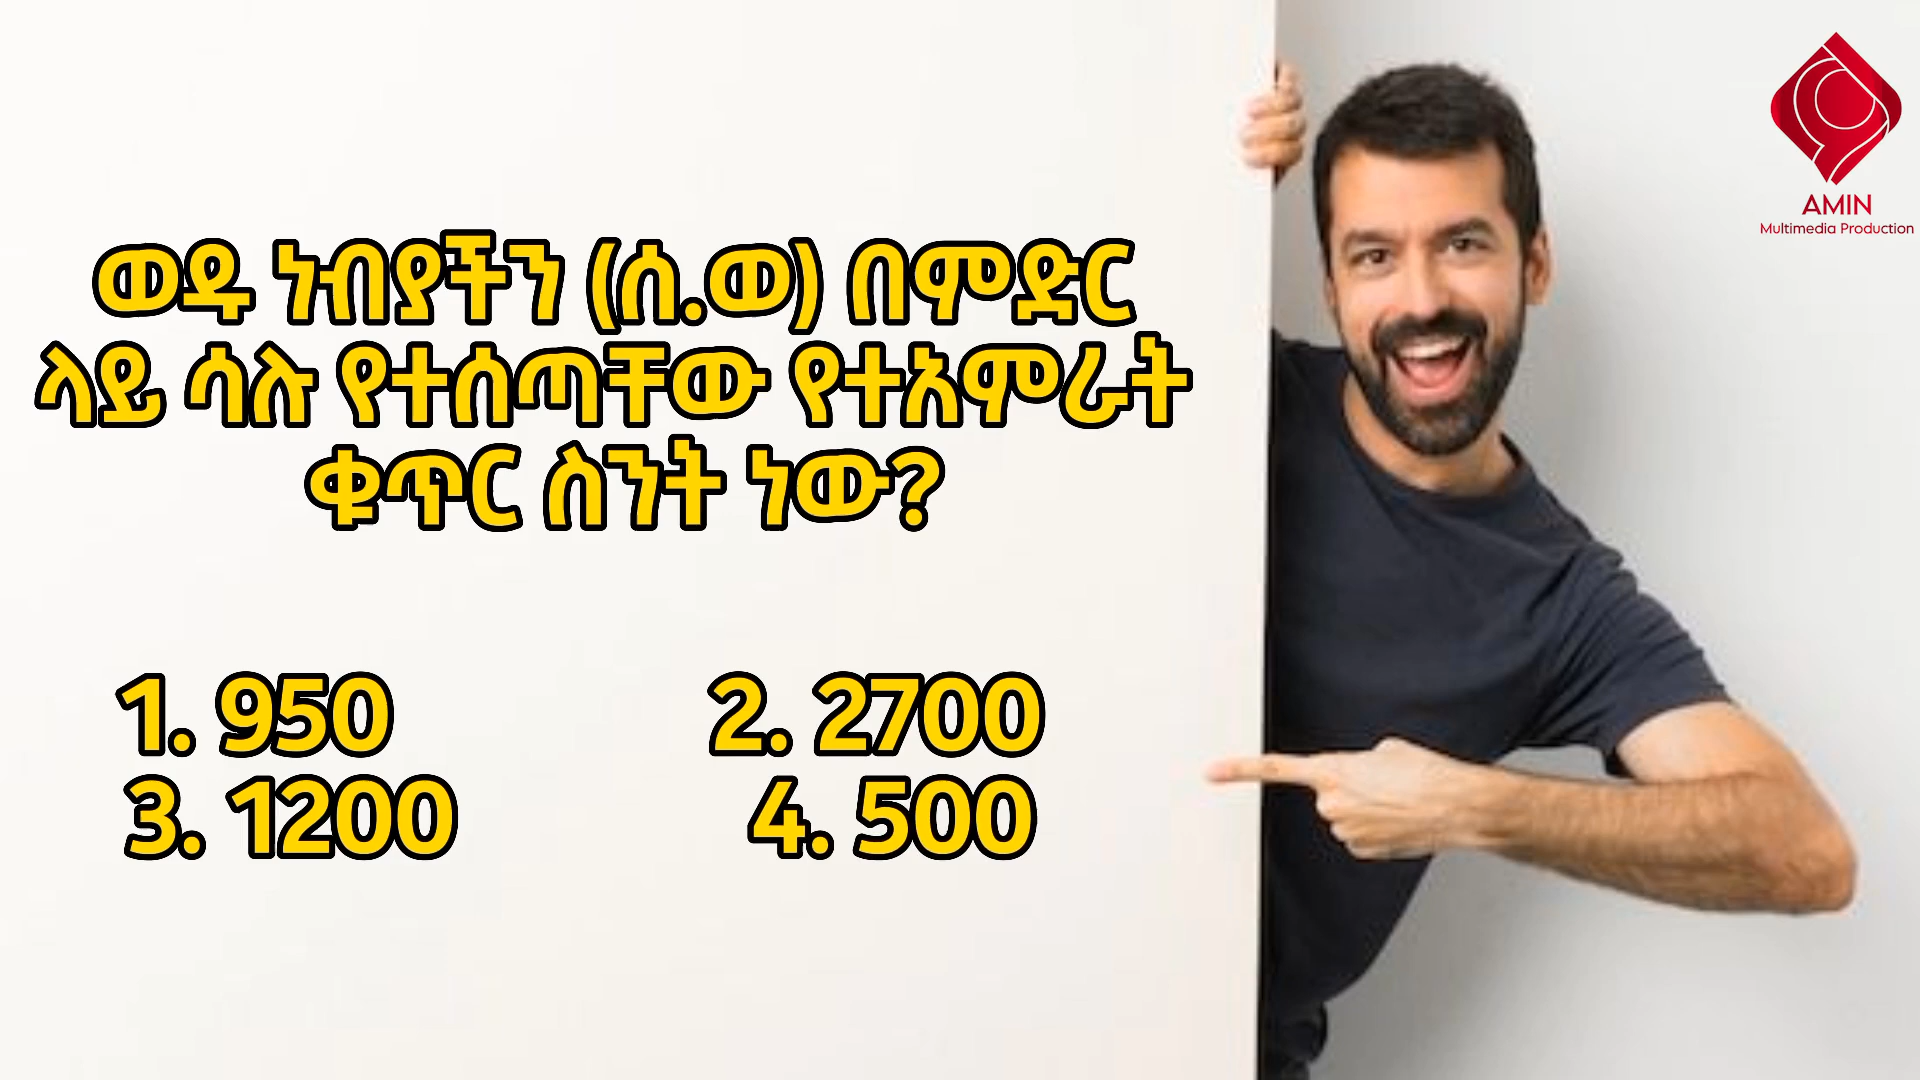 ወዱ ነብያችን (ሰ.ወ) በምድር
ላይ ሳሉ የተሰጣቸው የተአምራት
ቁጥር ስንት ነው?
1. 950 2. 2700
3. 1200 4. 500
AMIN
Multimedia Production